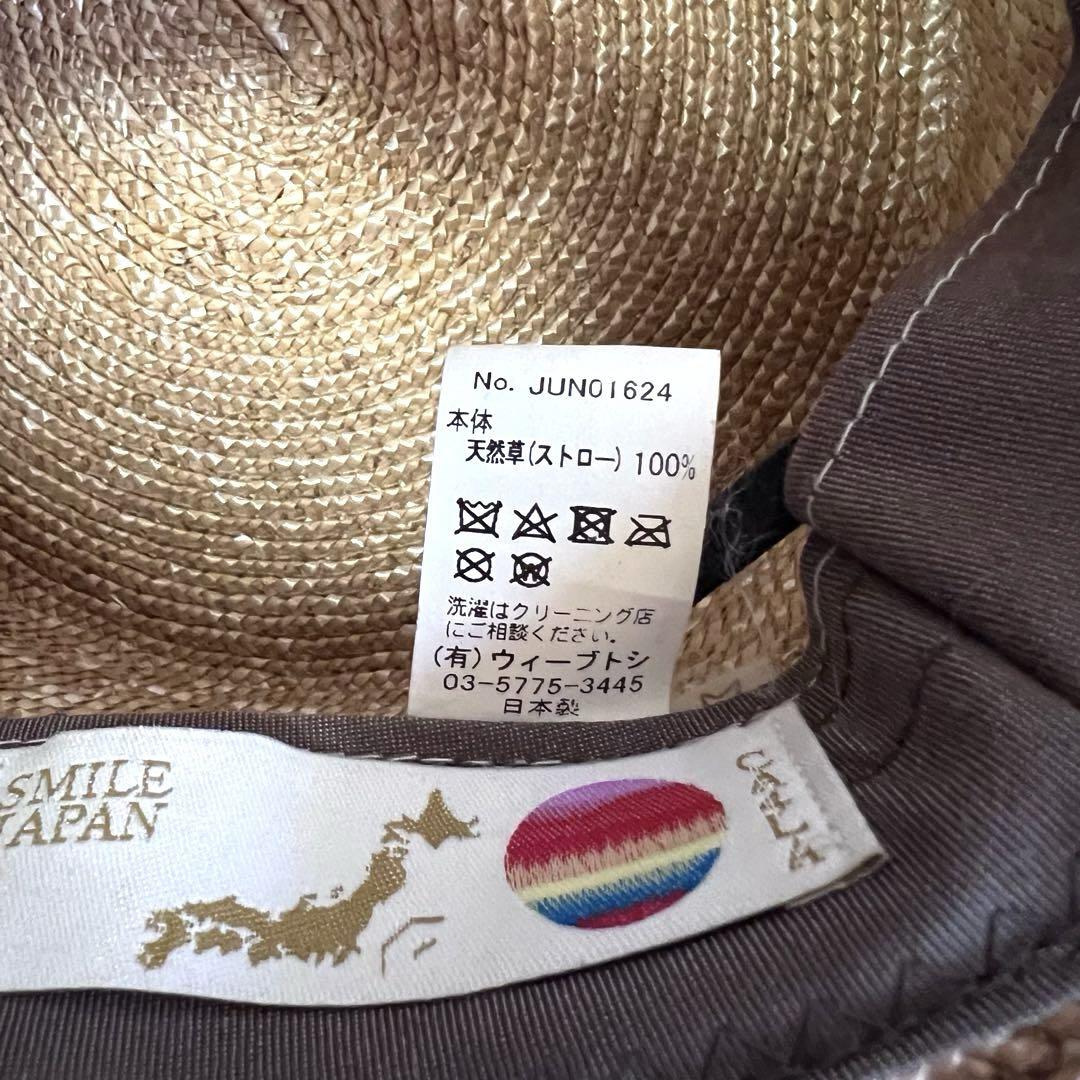 No. JUN01624
本体
天然草(ストロー) 100%
W
洗濯はクリーニング店
にご相談ください。
(有)ウィーブトシ
03-5775-3445
日本製
SMILE
JAPAN
CA4LA